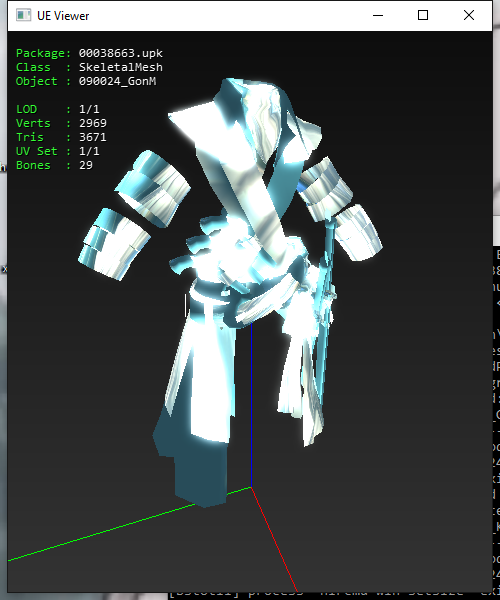 UE Viewer
Package: 00038663.upk
Class : SkeletalMesh
Object : 090024_GonM
LOD : 1/1
Verts : 2969
Tris : 3671
UV Set : 1/1
Bones : 29